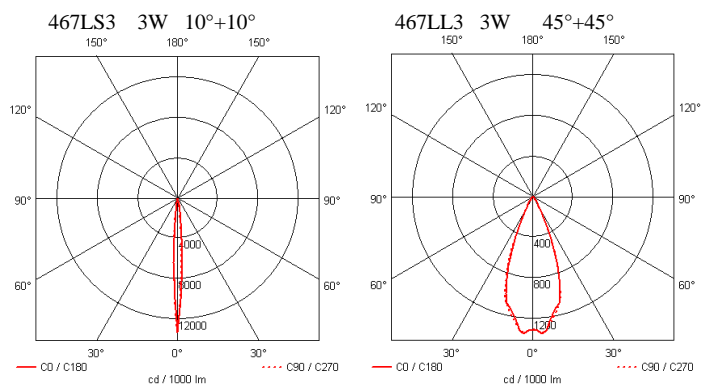 467LS3 3W 10°+10°
150° 180° 150°
120° 120°
90° 90°
60° 60°
4000
8000
12000
30° 0° 30°
C0 / C180 C90 / C270
cd / 1000 lm
467LL3 3W 45°+45°
150° 180° 150°
120° 120°
90° 90°
60° 60°
400
800
1200
30° 0° 30°
C0 / C180 C90 / C270
cd / 1000 lm